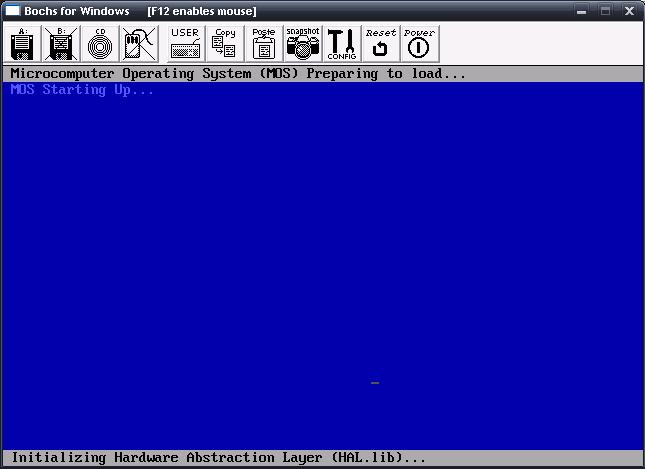 Bochs for Windows [F12 enables mouse]
A: B: CD USER Copy Paste snapshot CONFIG Reset Power
Microcomputer Operating System (MOS) Preparing to load...
MOS Starting Up...
Initializing Hardware Abstraction Layer (HAL.lib)...